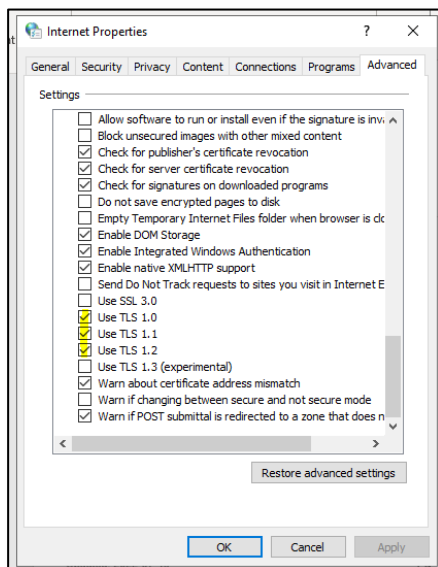 Internet Properties
? 
General Security Privacy Content Connections Programs Advanced
Settings
Allow software to run or install even if the signature is inv
Block unsecured images with other mixed content
Check for publisher's certificate revocation
Check for server certificate revocation
Check for signatures on downloaded programs
Do not save encrypted pages to disk
Empty Temporary Internet Files folder when browser is clo
Enable DOM Storage
Enable Integrated Windows Authentication
Enable native XMLHTTP support
Send Do Not Track requests to sites you visit in Internet E
Use SSL 3.0
Use TLS 1.0
Use TLS 1.1
Use TLS 1.2
Use TLS 1.3 (experimental)
Warn about certificate address mismatch
Warn if changing between secure and not secure mode
Warn if POST submittal is redirected to a zone that does n
Restore advanced settings
OK Cancel Apply